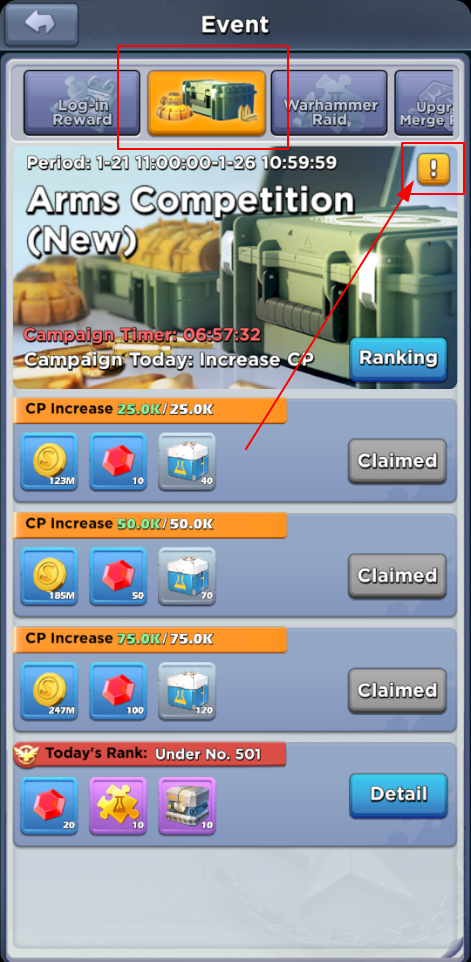 Event
Log-in
Reward
Warhammer
Raid
Upgr
Merge
Period: 1-21 11:00:00-1-26 10:59:59
!
Arms Competition
(New)
Campaign Timer: 06:57:32
Campaign Today: Increase CP
Ranking
CP Increase 25.0K/25.0K
123M
10
40
Claimed
CP Increase 50.0K/50.0K
185M
50
70
Claimed
CP Increase 75.0K/75.0K
247M
100
120
Claimed
Today's Rank: Under No. 501
20
10
10
Detail